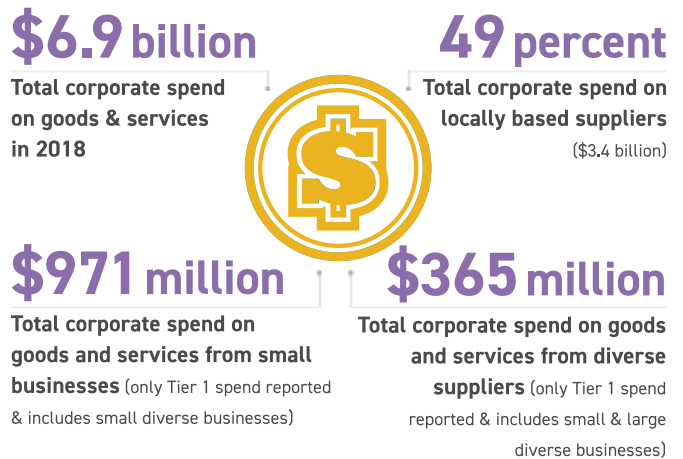 $6.9 billion
Total corporate spend
on goods & services
in 2018
49 percent
Total corporate spend on
locally based suppliers
($3.4 billion)
$
$971 million
Total corporate spend on
goods and services from small
businesses (only Tier 1 spend reported
& includes small diverse businesses)
$365 million
Total corporate spend on goods
and services from diverse
suppliers (only Tier 1 spend
reported & includes small & large
diverse businesses)